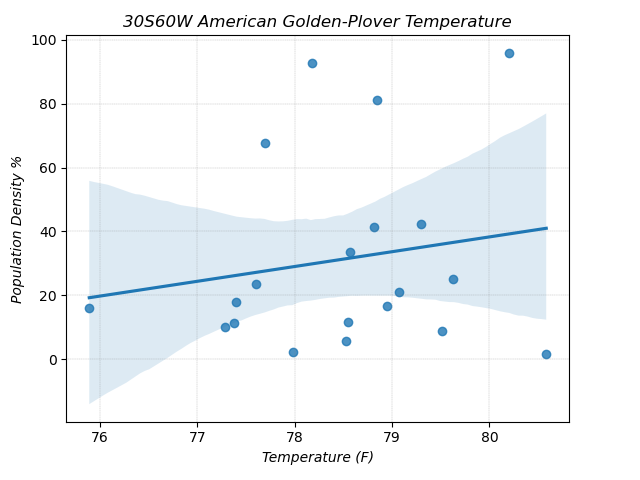 30S60W American Golden-Plover Temperature
100
80
60
40
20
0
Population Density %
76 77 78 79 80
Temperature (F)